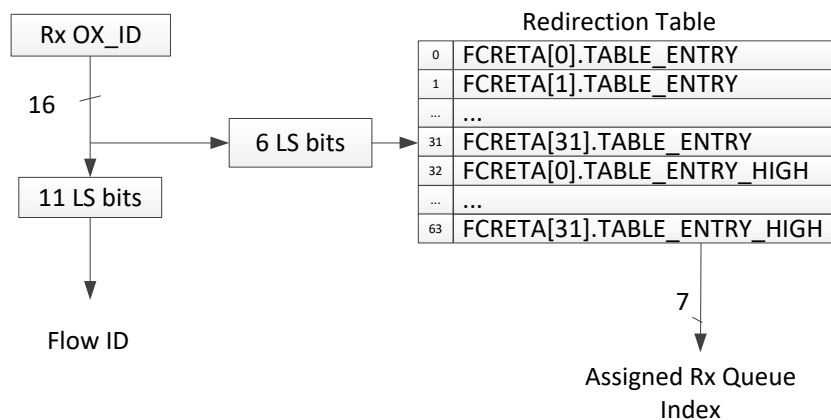 Redirection Table
Rx OX_ID
0 FCRETA[0].TABLE_ENTRY
1 FCRETA[1].TABLE_ENTRY
... ...
31 FCRETA[31].TABLE_ENTRY
32 FCRETA[0].TABLE_ENTRY_HIGH
... ...
63 FCRETA[31].TABLE_ENTRY_HIGH
16
6 LS bits
11 LS bits
7
Flow ID
Assigned Rx Queue
Index